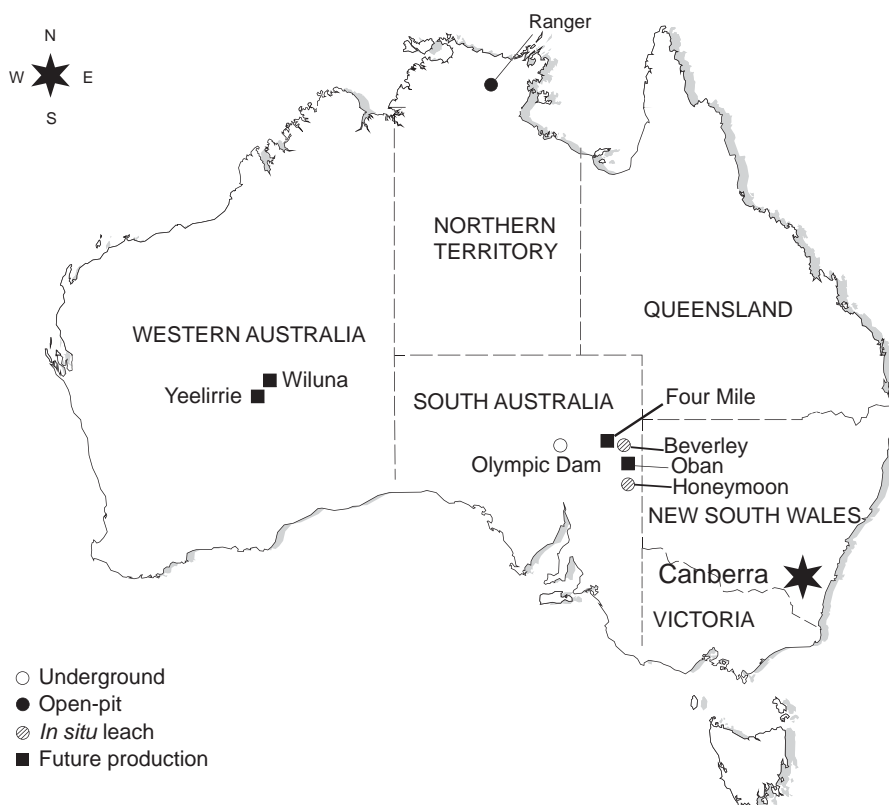 Ranger
N
W E
S
NORTHERN
TERRITORY
QUEENSLAND
WESTERN AUSTRALIA
Wiluna
Yeelirrie
SOUTH AUSTRALIA
Four Mile
Beverley
Olympic Dam
Oban
Honeymoon
NEW SOUTH WALES
Canberra
VICTORIA
Underground
Open-pit
In situ leach
Future production